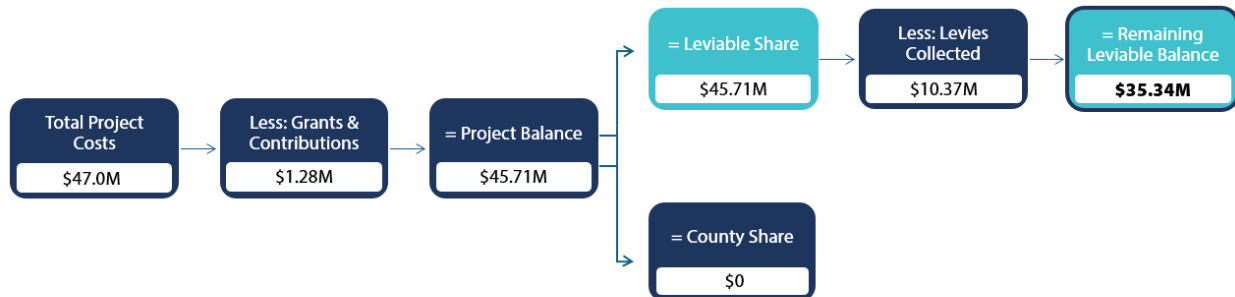 Total Project
Costs
$47.0M
Less: Grants &
Contributions
$1.28M
= Project Balance
$45.71M
= Leviable Share
$45.71M
Less: Levies
Collected
$10.37M
= Remaining
Leviable Balance
$35.34M
= County Share
$0